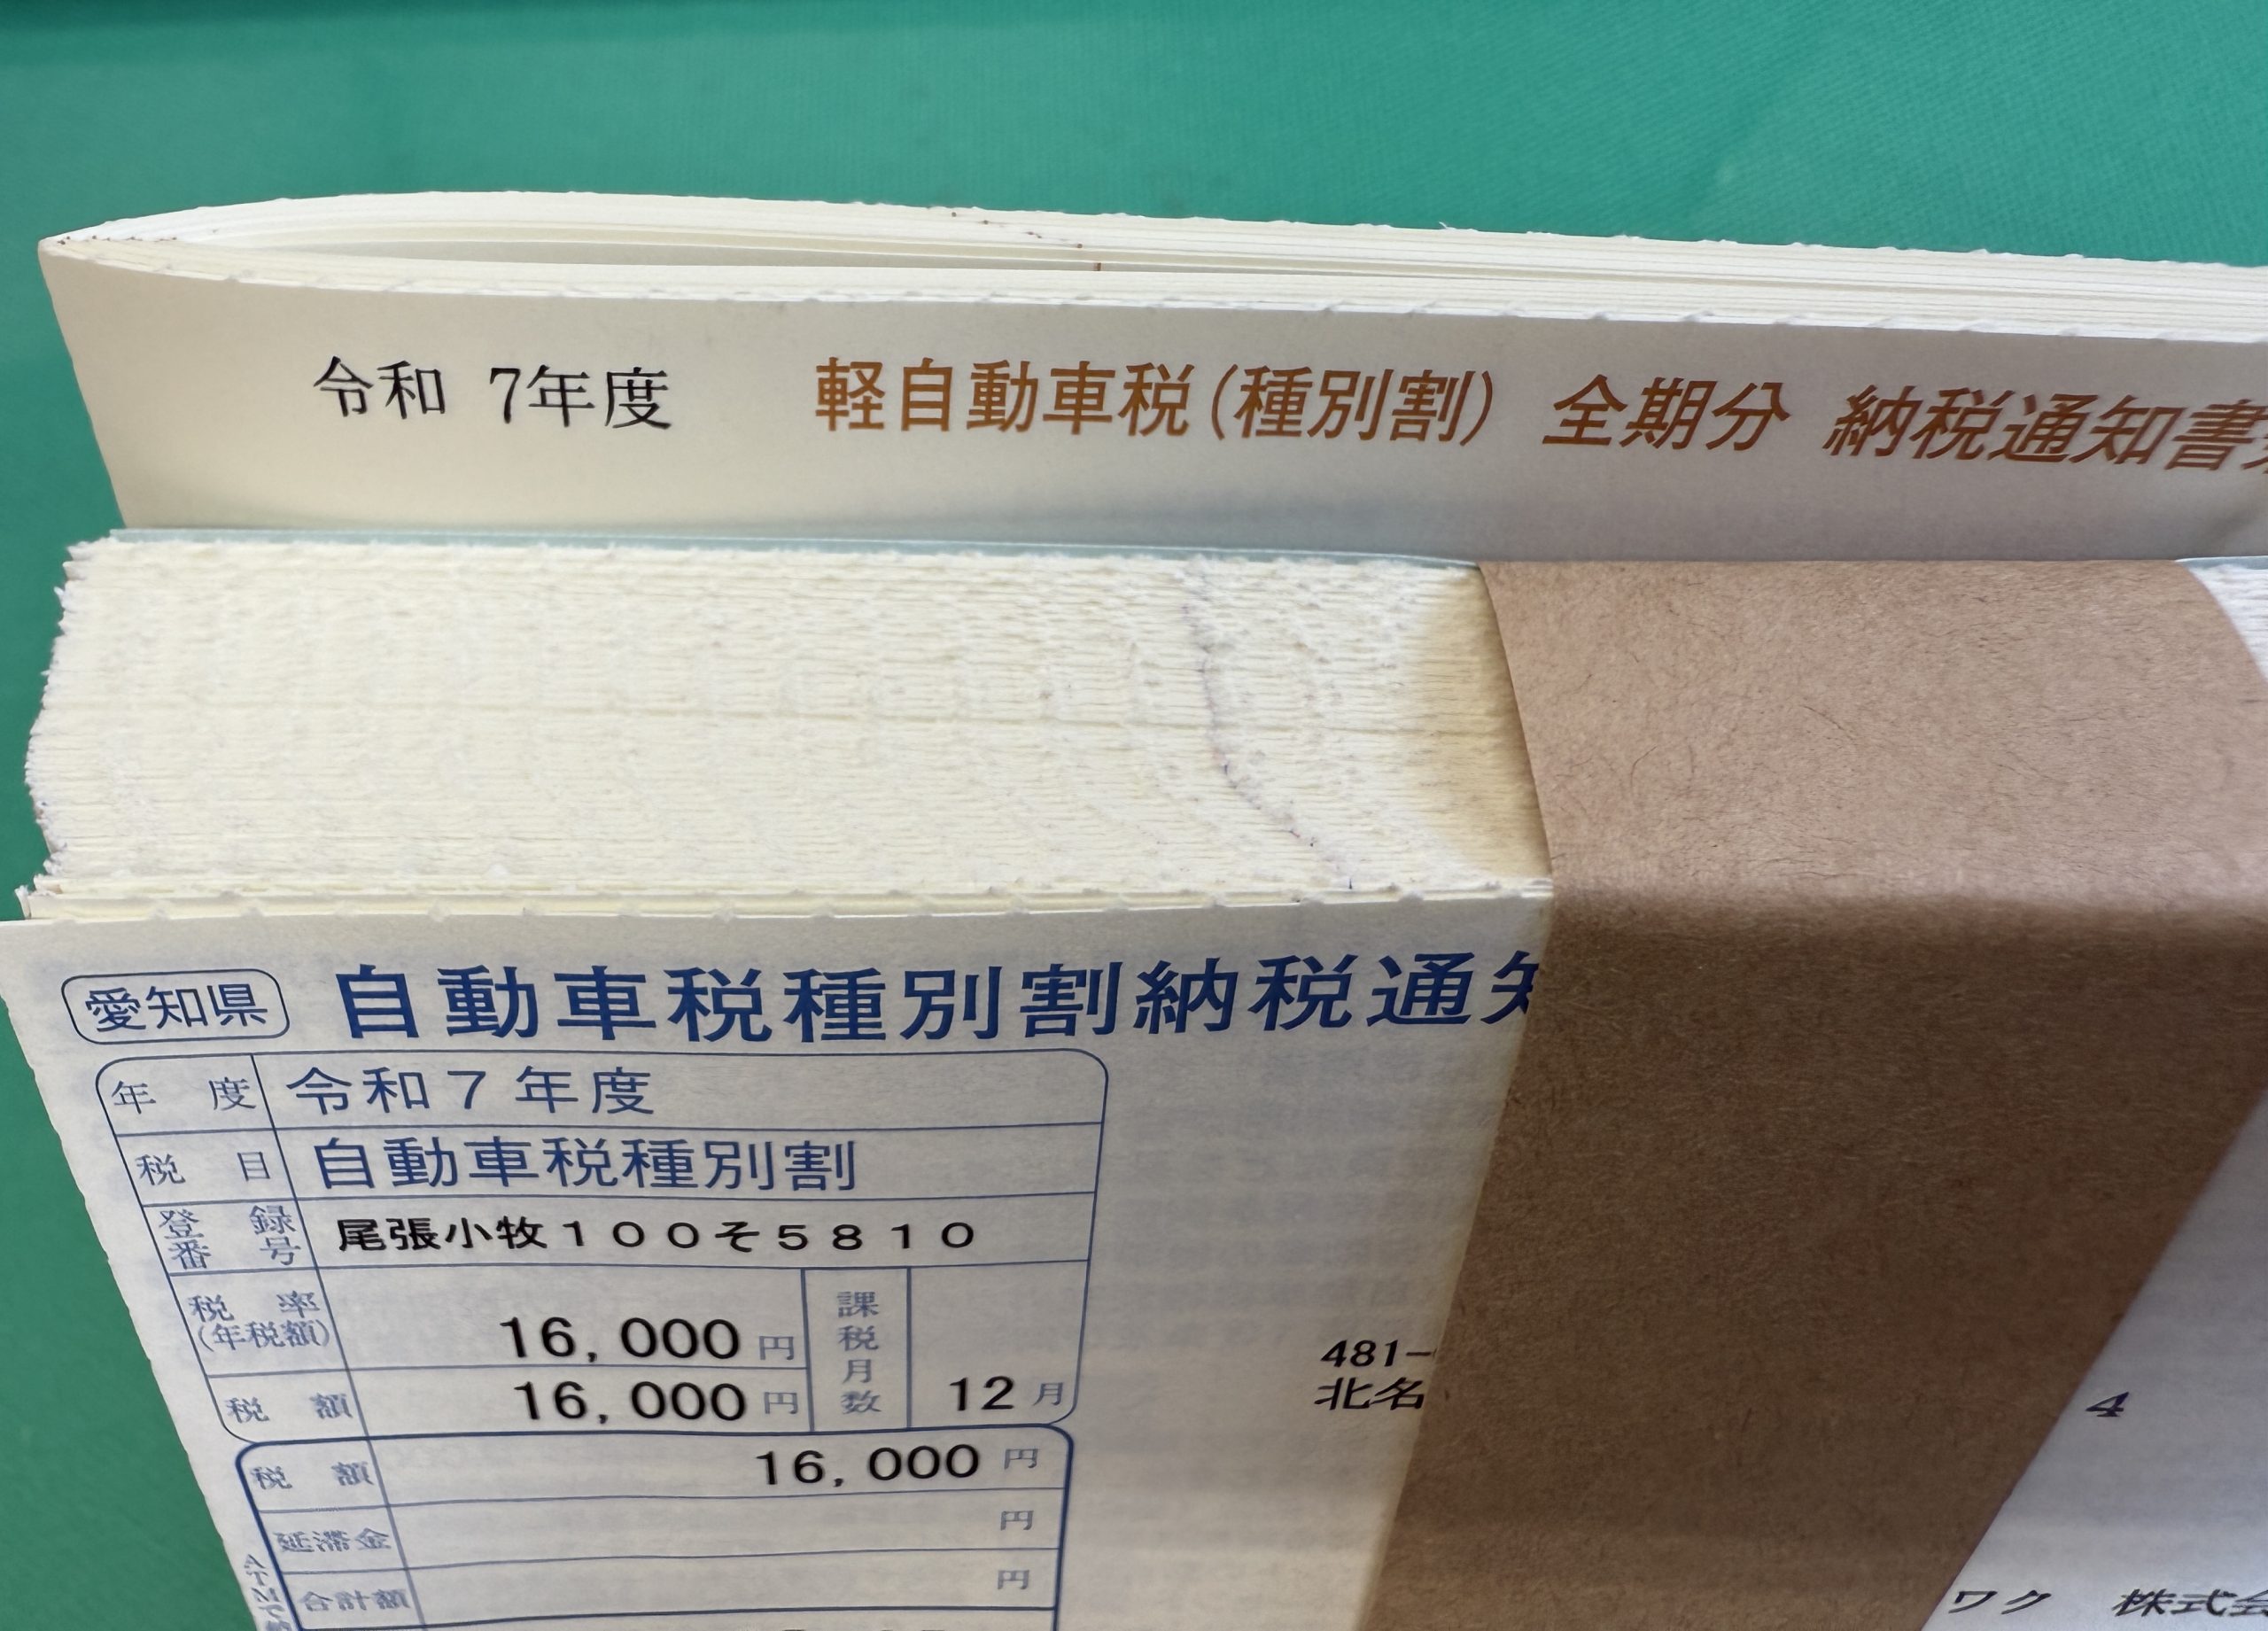 令和 7年度 軽自動車税(種別割) 全期分 納税通知書
愛知県 自動車税種別割納税通知
年度 令和7年度
税目 自動車税種別割
登録番号 尾張小牧100そ5810
税率(年税額) 16,000円
税額 16,000円
課税月数 12月
税額 16,000円
延滞金 円
合計額 円
ATMで
481-
北名
4
ワク 株式会